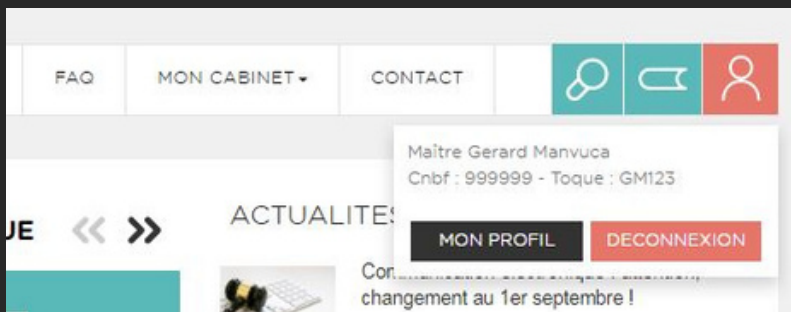 FAQ
MON CABINET
CONTACT
Maître Gerard Manvuca
Cnbf : 999999 - Toque : GM123
MON PROFIL
DECONNEXION
UE
ACTUALITES
changement au 1er septembre !